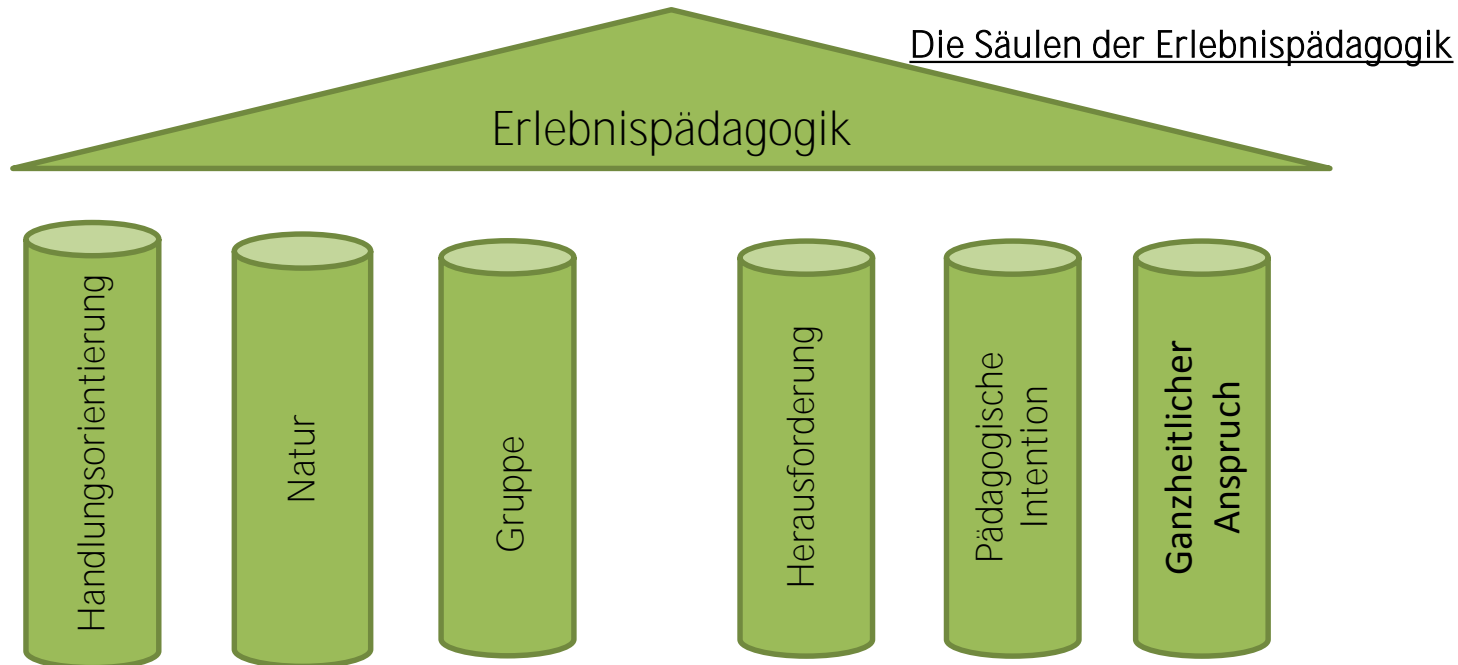 Die Säulen der Erlebnispädagogik
Erlebnispädagogik
Handlungsorientierung
Natur
Gruppe
Herausforderung
Pädagogische
Intention
Ganzheitlicher
Anspruch